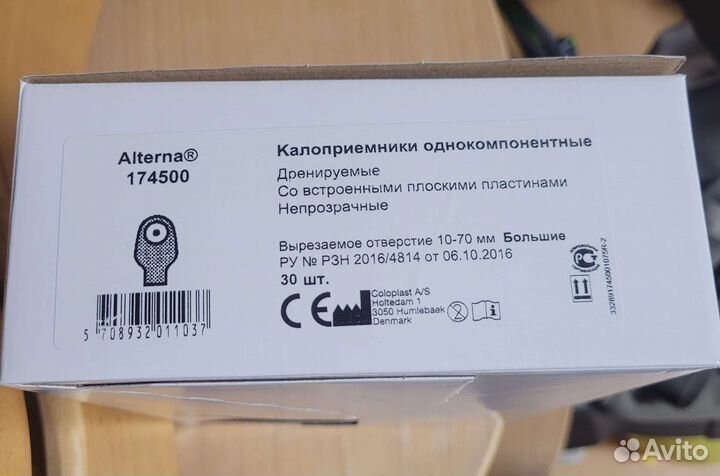 Alterna®
174500
Калоприемники однокомпонентные
Дренируемые
Со встроенными плоскими пластинами
Непрозрачные
Вырезаемое отверстие 10-70 мм Большие
РУ № РЗН 2016/4814 от 06.10.2016
30 шт.
CE
Coloplast A/S
Holtedam 1
3050 Humlebaek
Denmark
5 708932 011037
Avito